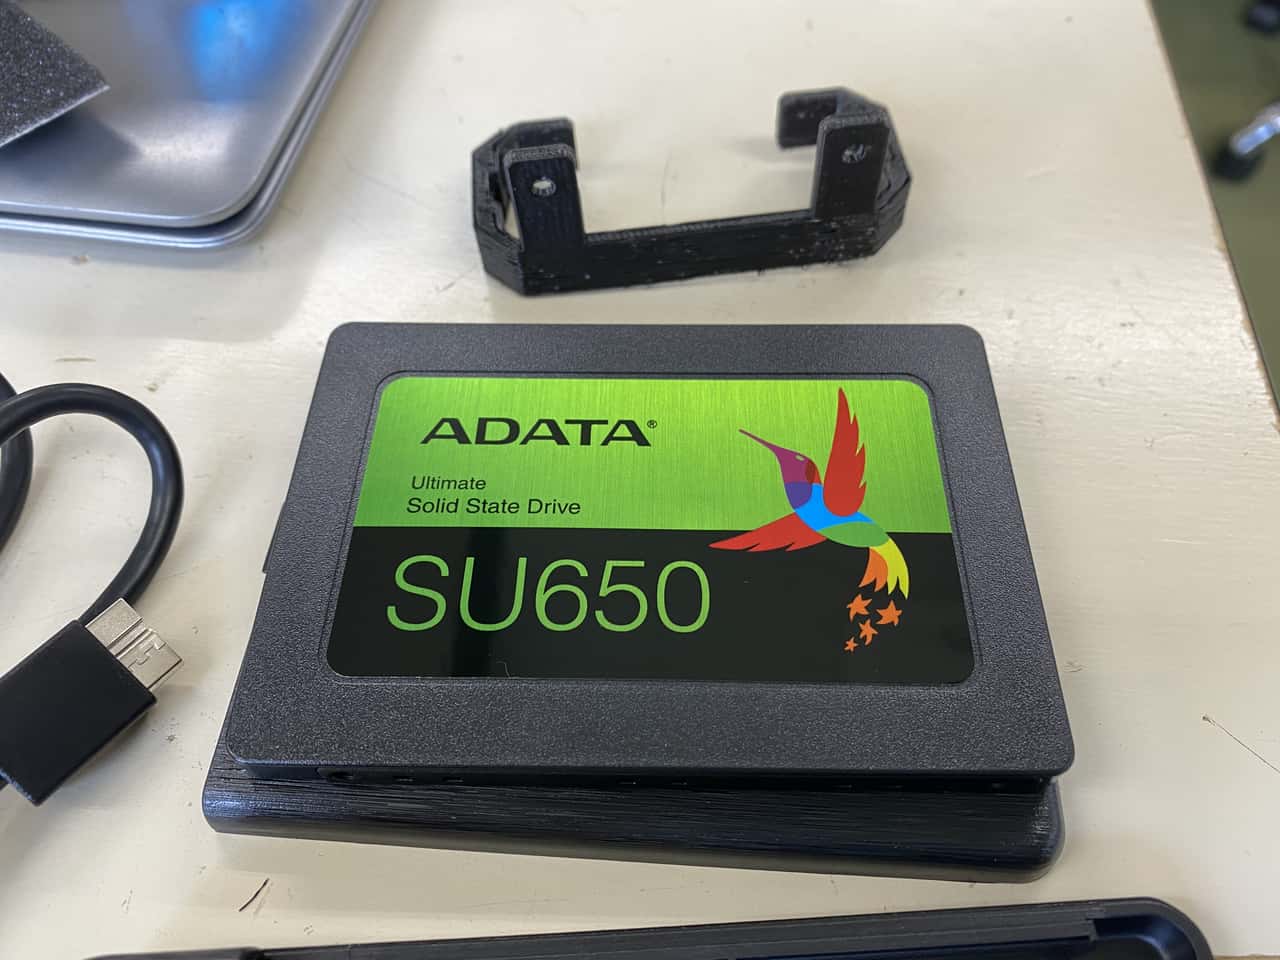 ADATA®
Ultimate
Solid State Drive
SU650